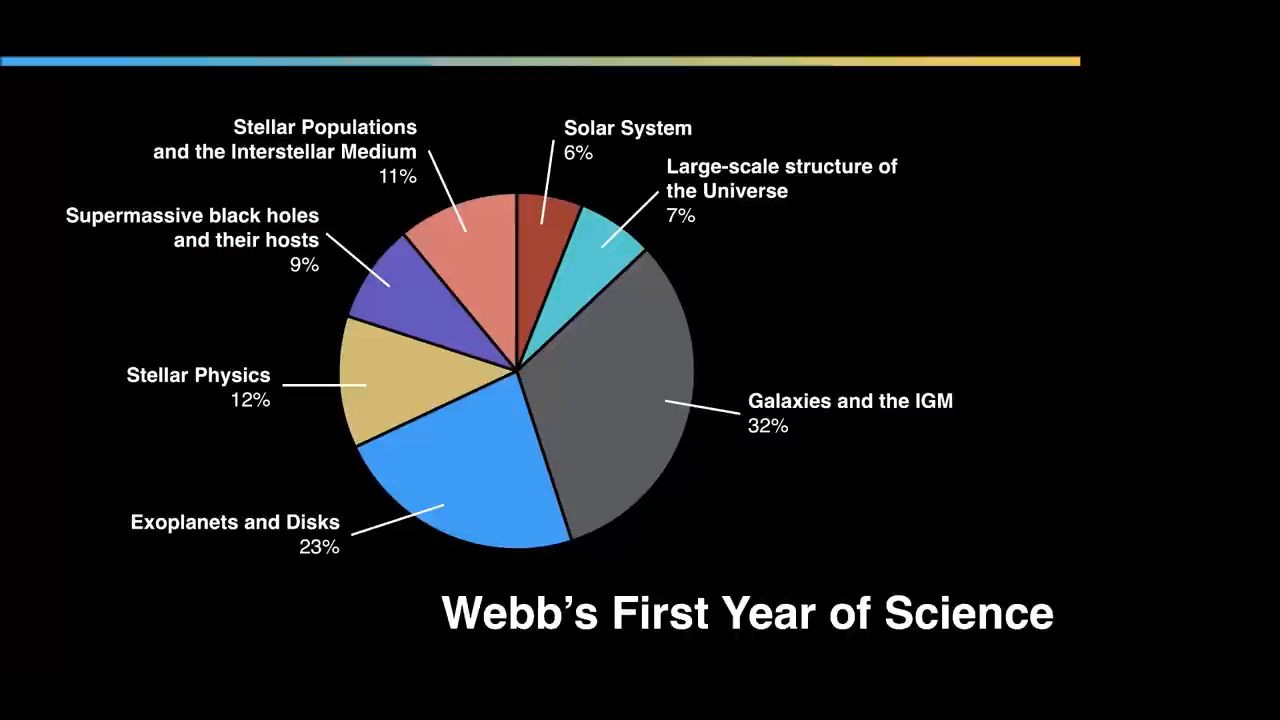 Stellar Populations
and the Interstellar Medium
11%
Solar System
6%
Large-scale structure of
the Universe
7%
Supermassive black holes
and their hosts
9%
Stellar Physics
12%
Galaxies and the IGM
32%
Exoplanets and Disks
23%
Webb’s First Year of Science